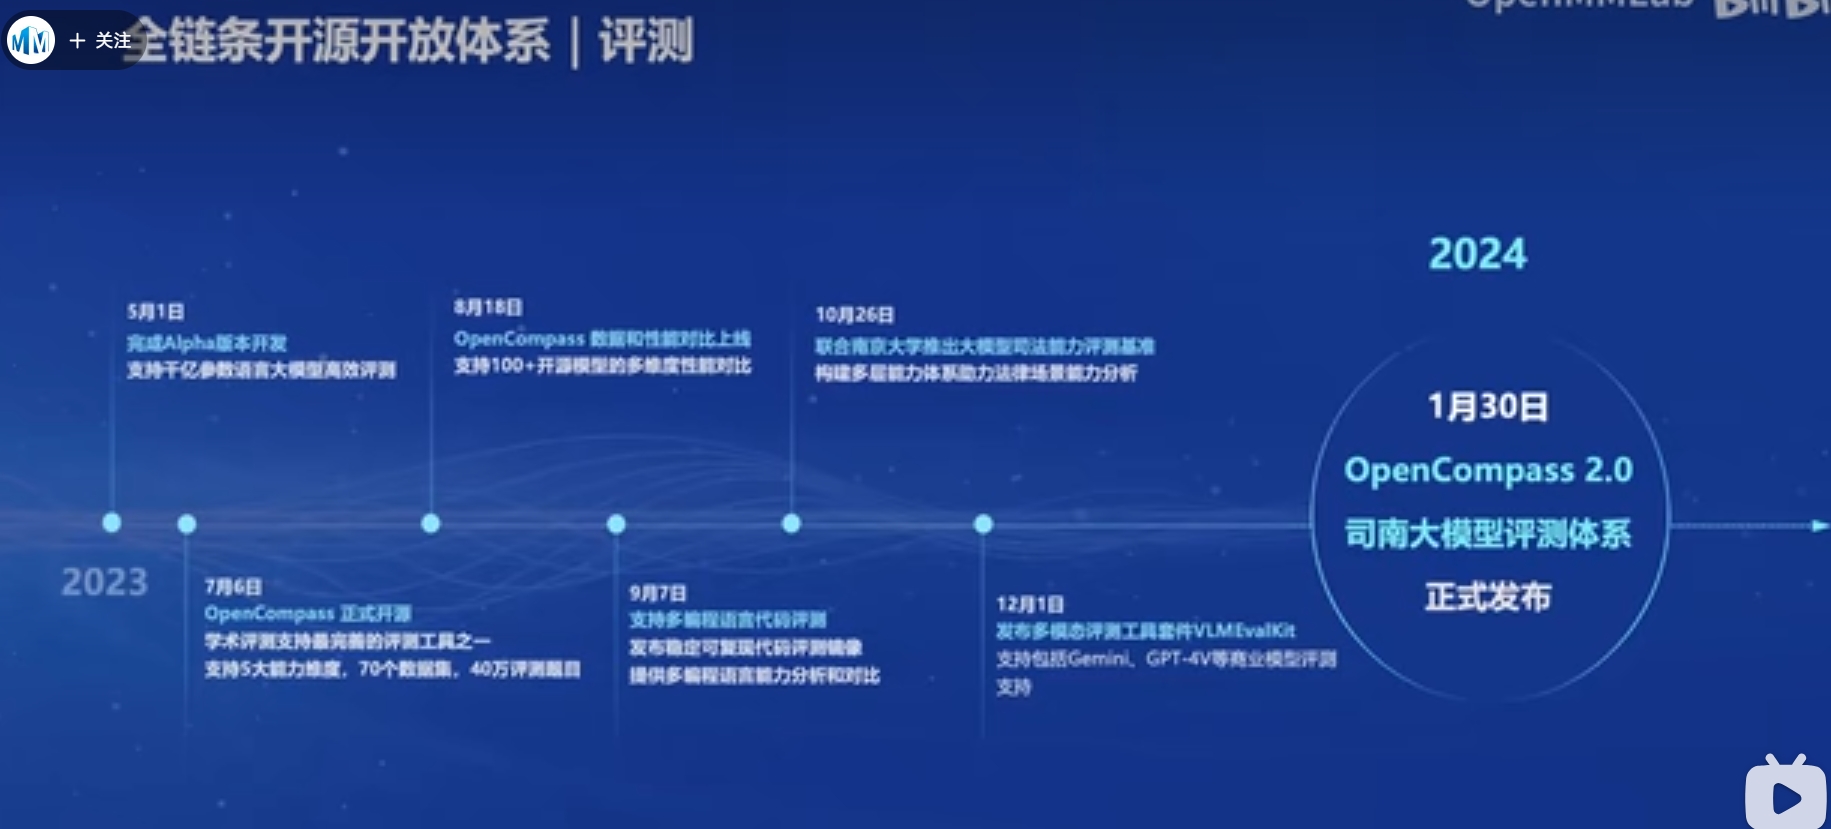 + 关注
全链条开源开放体系 | 评测
OpenMMLab
2024
5月1日
完成Alpha版本开发
支持千亿参数语言大模型高效评测
8月18日
OpenCompass 数据和性能对比上线
支持100+开源模型的多维度性能对比
10月26日
联合南京大学推出大模型司法能力评测基准
构建多层能力体系助力法律场景能力分析
1月30日
OpenCompass 2.0
司南大模型评测体系
正式发布
2023
7月6日
OpenCompass 正式开源
学术评测支持最完善的评测工具之一
支持5大能力维度，70个数据集，40万评测题目
9月7日
支持多编程语言代码评测
发布稳定可复现代码评测镜像
提供多编程语言能力分析和对比
12月1日
发布多模态评测工具套件VLMEvalKit
支持包括Gemini、GPT-4V等商业模型评测
支持